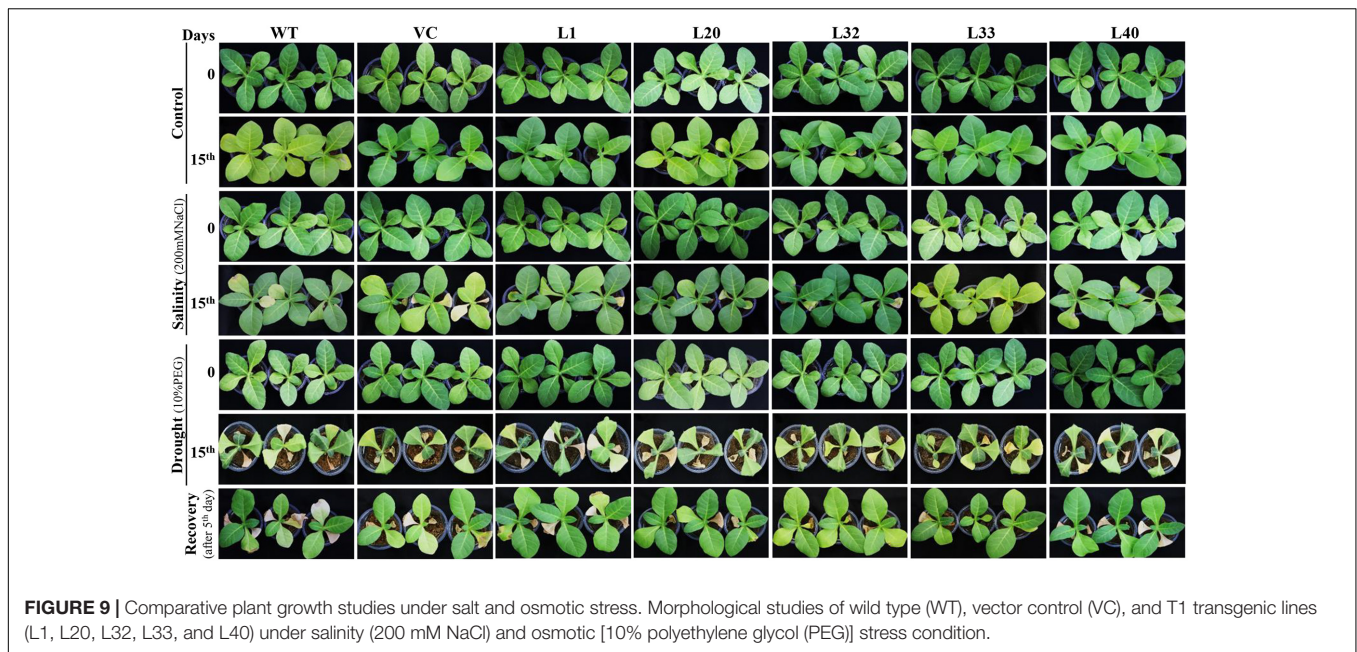 Days WT VC L1 L20 L32 L33 L40
Control
0
15th
Salinity (200mMNaCl)
0
15th
Drought (10%PEG)
0
15th
Recovery
(after 5th day)
FIGURE 9 | Comparative plant growth studies under salt and osmotic stress. Morphological studies of wild type (WT), vector control (VC), and T1 transgenic lines
(L1, L20, L32, L33, and L40) under salinity (200 mM NaCl) and osmotic [10% polyethylene glycol (PEG)] stress condition.